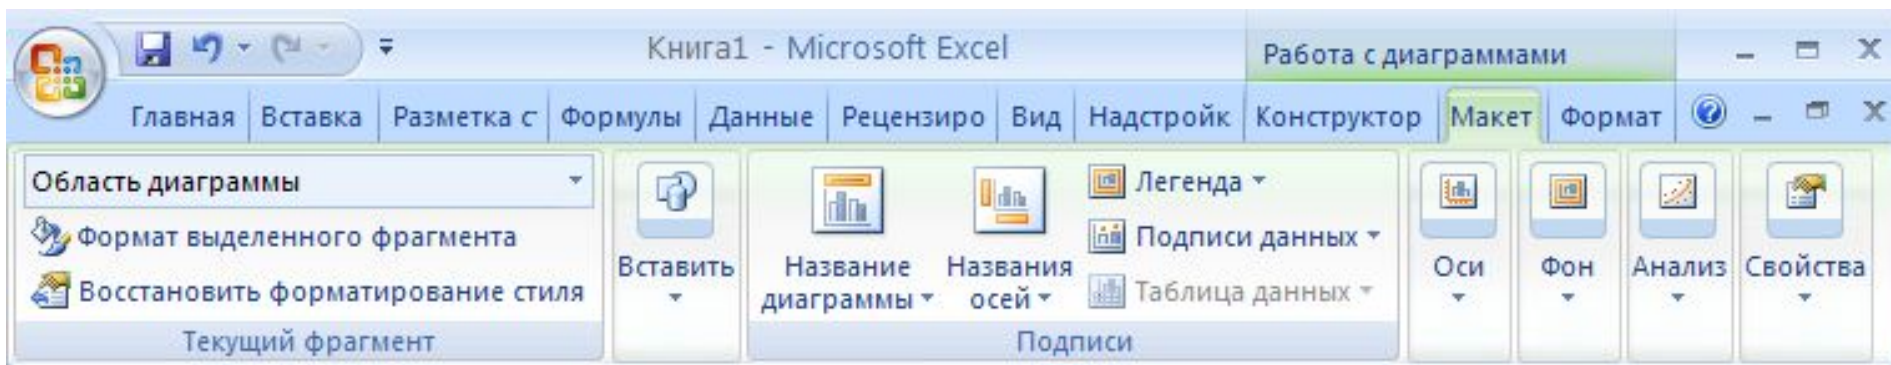 Книга1 - Microsoft Excel
Работа с диаграммами
Главная Вставка Разметка с Формулы Данные Рецензиро Вид Надстройк Конструктор Макет Формат
Область диаграммы
Формат выделенного фрагмента
Восстановить форматирование стиля
Текущий фрагмент
Вставить
Название
диаграммы
Названия
осей
Легенда
Подписи данных
Таблица данных
Подписи
Оси
Фон
Анализ
Свойства